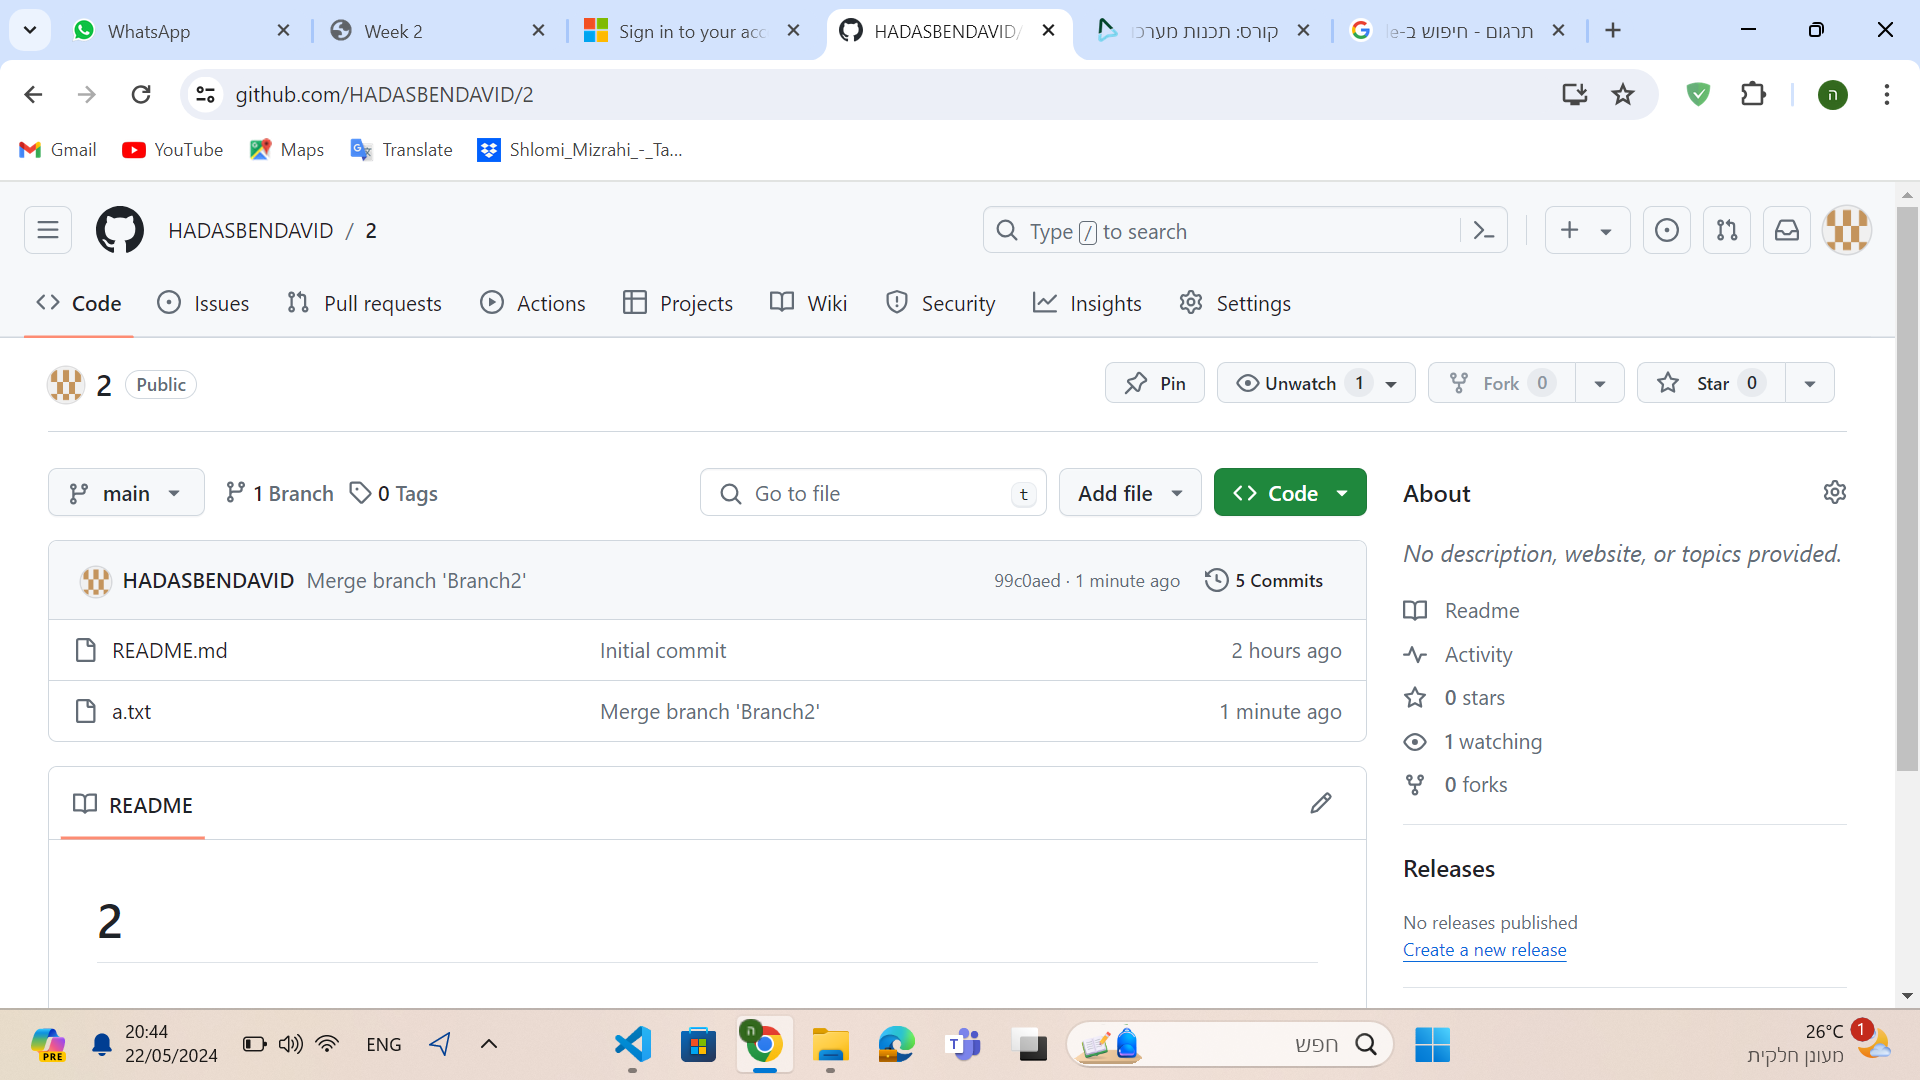 WhatsApp
Week 2
Sign in to your acc
HADASBENDAVID/
קורס: תכנות מערכו
תרגום - חיפוש ב-le
github.com/HADASBENDAVID/2
ה
Gmail
YouTube
Maps
Translate
Shlomi_Mizrahi_-_Ta...
HADASBENDAVID / 2
Type / to search
Code
Issues
Pull requests
Actions
Projects
Wiki
Security
Insights
Settings
2 Public
Pin
Unwatch 1
Fork 0
Star 0
main
1 Branch
0 Tags
Go to file t
Add file
Code
HADASBENDAVID Merge branch 'Branch2' 99c0aed · 1 minute ago 5 Commits
README.md Initial commit 2 hours ago
a.txt Merge branch 'Branch2' 1 minute ago
README
2
About
No description, website, or topics provided.
Readme
Activity
0 stars
1 watching
0 forks
Releases
No releases published
Create a new release
PRE
20:44
22/05/2024
ENG
ה
T
חפש
26°C
מעונן חלקית
1